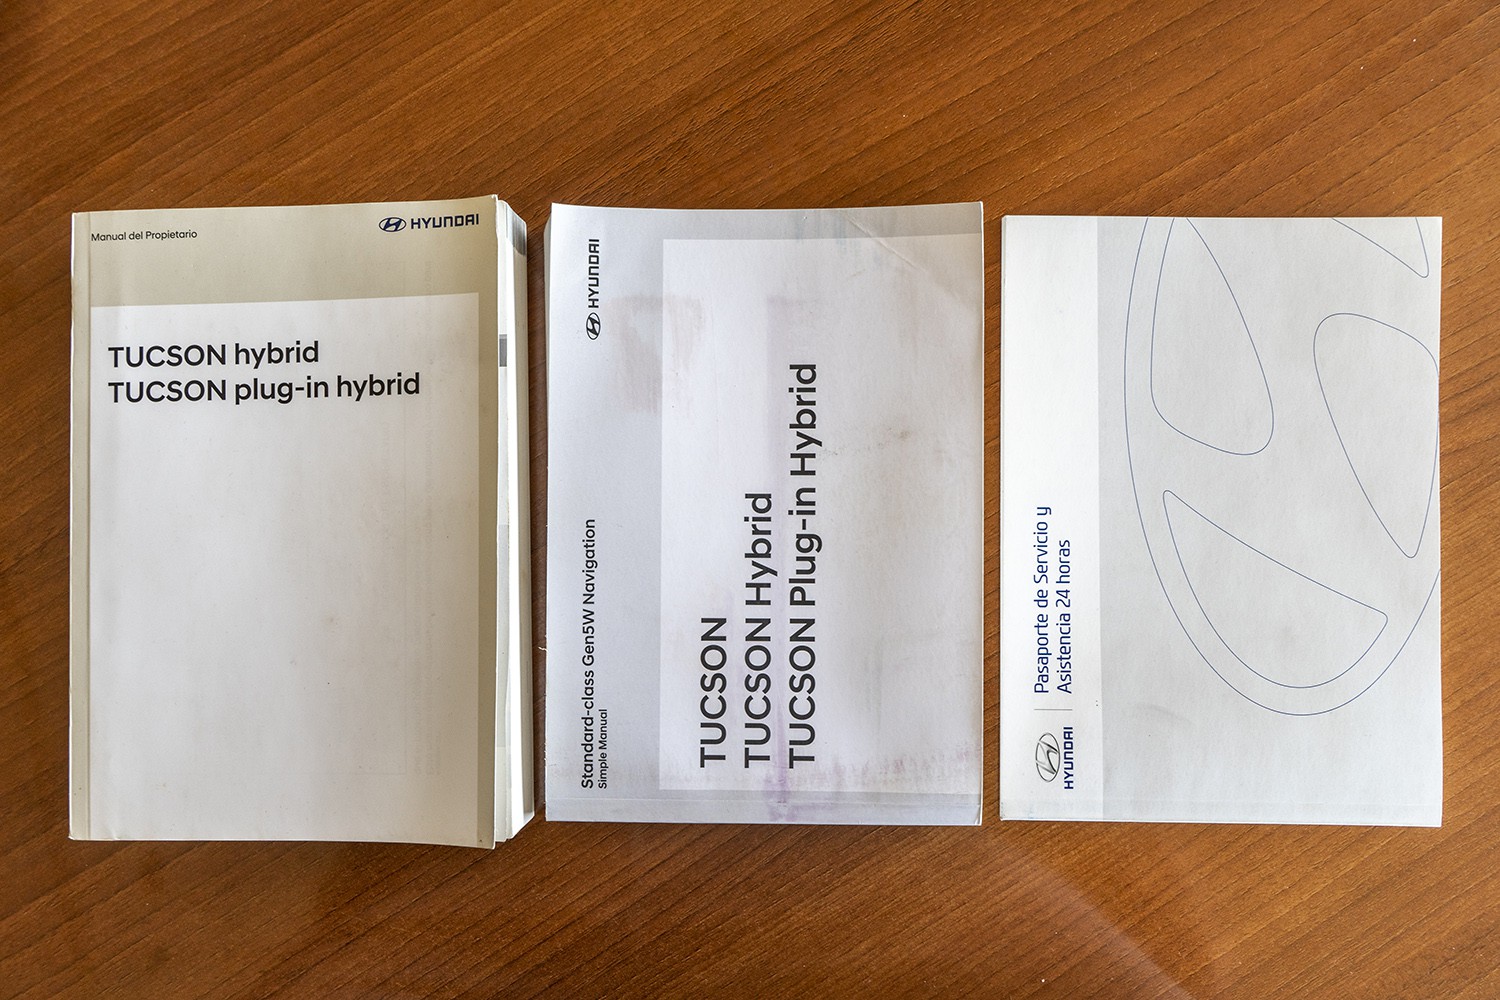 Manual del Propietario
HYUNDAI
TUCSON hybrid
TUCSON plug-in hybrid
HYUNDAI
Standard-class Gen5W Navigation
Simple Manual
TUCSON
TUCSON Hybrid
TUCSON Plug-in Hybrid
HYUNDAI
Pasaporte de Servicio y
Asistencia 24 horas